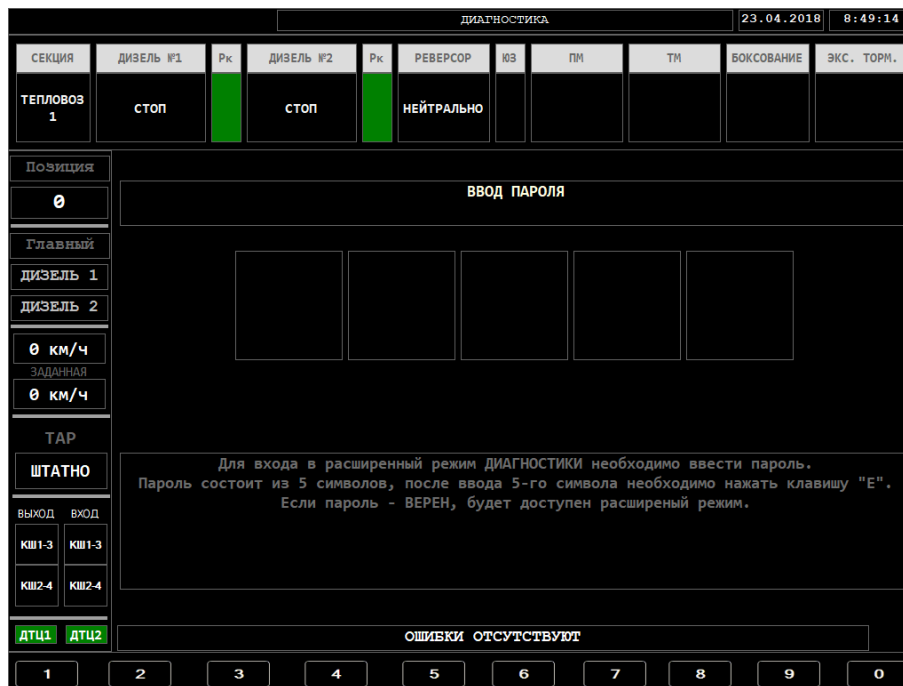 ДИАГНОСТИКА 23.04.2018 8:49:14
СЕКЦИЯ ДИЗЕЛЬ №1 Рк ДИЗЕЛЬ №2 Рк РЕВЕРСОР ЮЗ ПМ ТМ БОКСОВАНИЕ ЭКС. ТОРМ.
ТЕПЛОВОЗ
1
СТОП СТОП НЕЙТРАЛЬНО
Позиция
0
ВВОД ПАРОЛЯ
Главный
ДИЗЕЛЬ 1
ДИЗЕЛЬ 2
0 км/ч
ЗАДАННАЯ
0 км/ч
ТАР
ШТАТНО
Для входа в расширенный режим ДИАГНОСТИКИ необходимо ввести пароль.
Пароль состоит из 5 символов, после ввода 5-го символа необходимо нажать клавишу "Е".
Если пароль - ВЕРЕН, будет доступен расширеный режим.
ВЫХОД ВХОД
КШ1-3 КШ1-3
КШ2-4 КШ2-4
ДТЦ1 ДТЦ2
ОШИБКИ ОТСУТСТВУЮТ
1 2 3 4 5 6 7 8 9 0